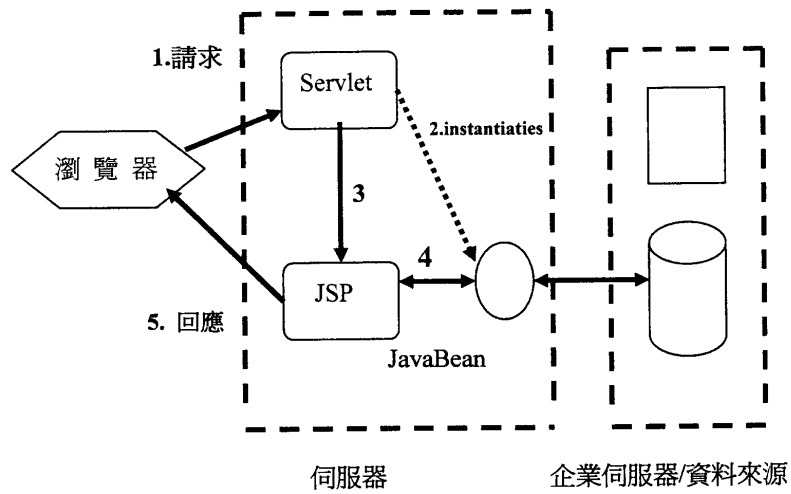 1.請求
Servlet
2.instantiaties
瀏 覽 器
3
4
JSP
5. 回應
JavaBean
伺服器
企業伺服器/資料來源